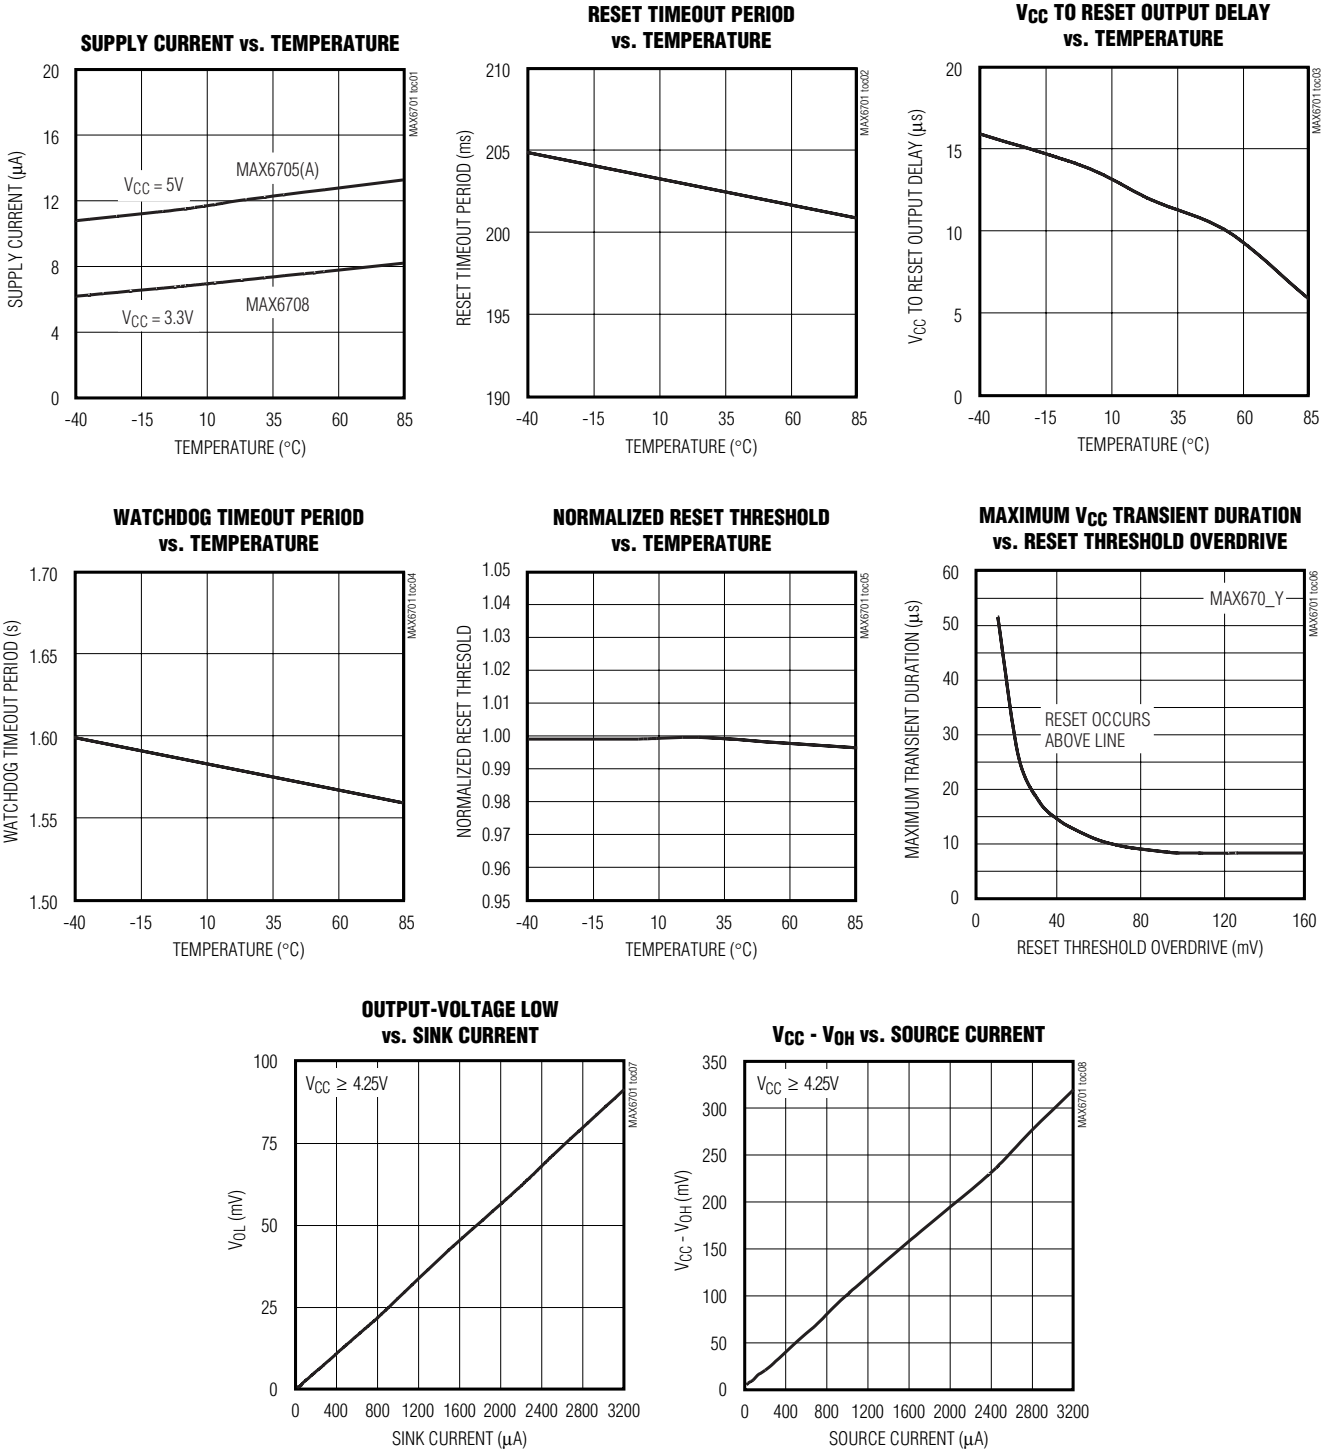 SUPPLY CURRENT vs. TEMPERATURE
SUPPLY CURRENT (µA)
20
16
12
8
4
0
VCC = 5V
MAX6705(A)
MAX6708
VCC = 3.3V
-40 -15 10 35 60 85
TEMPERATURE (°C)
MAX6701 toc01
RESET TIMEOUT PERIOD
vs. TEMPERATURE
RESET TIMEOUT PERIOD (ms)
210
205
200
195
190
-40 -15 10 35 60 85
TEMPERATURE (°C)
MAX6701 toc02
VCC TO RESET OUTPUT DELAY
vs. TEMPERATURE
VCC TO RESET OUTPUT DELAY (µs)
20
15
10
5
0
-40 -15 10 35 60 85
TEMPERATURE (°C)
MAX6701 toc03
WATCHDOG TIMEOUT PERIOD
vs. TEMPERATURE
WATCHDOG TIMEOUT PERIOD (s)
1.70
1.65
1.60
1.55
1.50
-40 -15 10 35 60 85
TEMPERATURE (°C)
MAX6701 toc04
NORMALIZED RESET THRESHOLD
vs. TEMPERATURE
NORMALIZED RESET THRESOLD
1.05
1.04
1.03
1.02
1.01
1.00
0.99
0.98
0.97
0.96
0.95
-40 -15 10 35 60 85
TEMPERATURE (°C)
MAX6701 toc05
MAXIMUM VCC TRANSIENT DURATION
vs. RESET THRESHOLD OVERDRIVE
MAXIMUM TRANSIENT DURATION (µs)
60
50
40
30
20
10
0
MAX670_Y
RESET OCCURS
ABOVE LINE
0 40 80 120 160
RESET THRESHOLD OVERDRIVE (mV)
MAX6701 toc06
OUTPUT-VOLTAGE LOW
vs. SINK CURRENT
VOL (mV)
100
75
50
25
0
VCC ≥ 4.25V
0 400 800 1200 1600 2000 2400 2800 3200
SINK CURRENT (µA)
MAX6701 toc07
VCC - VOH vs. SOURCE CURRENT
VCC - VOH (mV)
350
300
250
200
150
100
50
0
VCC ≥ 4.25V
0 400 800 1200 1600 2000 2400 2800 3200
SOURCE CURRENT (µA)
MAX6701 toc08